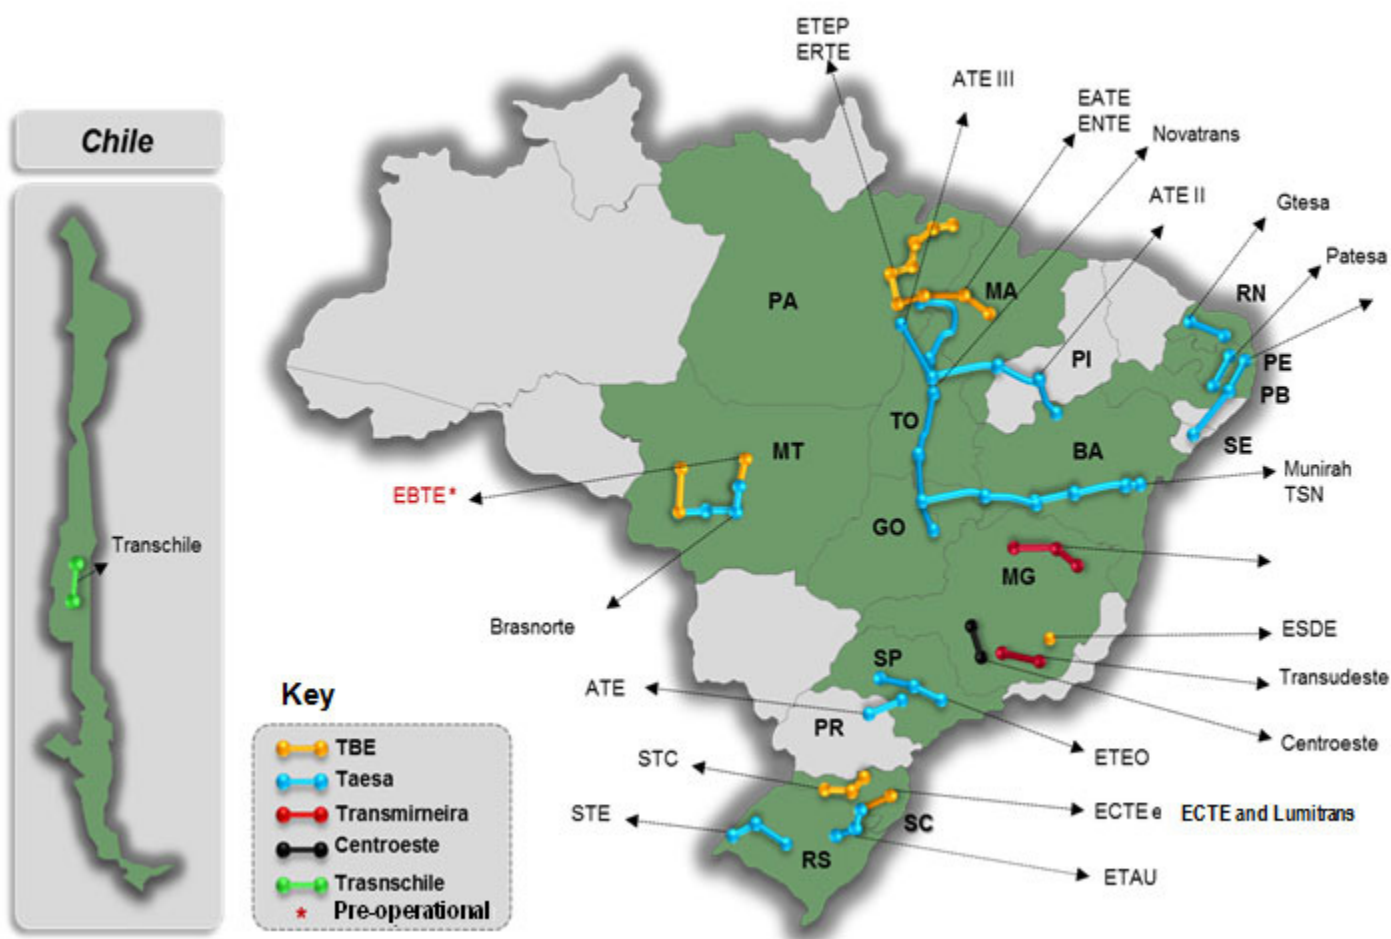 ETEP
ERTE
ATE III
EATE
ENTE
Novatrans
ATE II
Gtesa
Patesa
Chile
RN
PA
MA
PI
PE
PB
TO
MT
BA
SE
EBTE*
Munirah
TSN
GO
Transchile
MG
Brasnorte
ESDE
SP
Transudeste
ATE
Key
PR
Centroeste
TBE
STC
ETEO
Taesa
Transmirneira
STE
ECTE e ECTE and Lumitrans
SC
Centroeste
RS
ETAU
Trasnschile
* Pre-operational